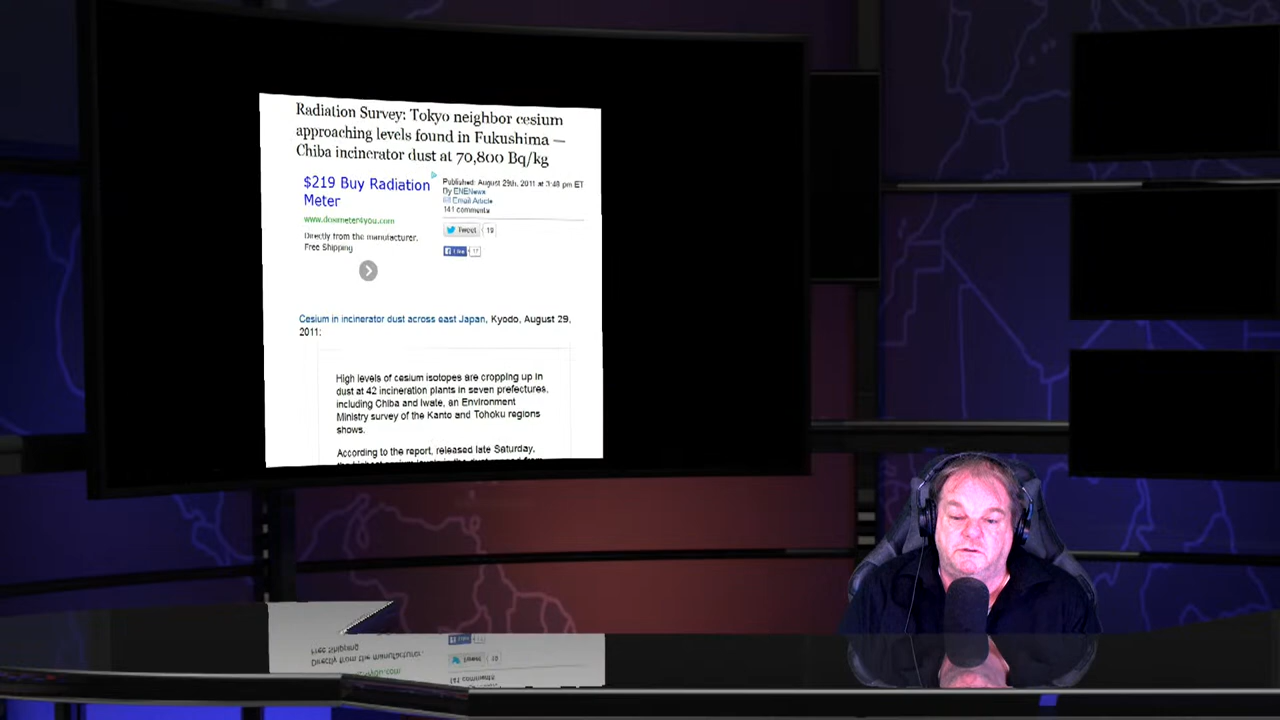 Radiation Survey: Tokyo neighbor cesium
approaching levels found in Fukushima —
Chiba incinerator dust at 70,800 Bq/kg
$219 Buy Radiation
Meter
www.dosimeter4you.com
Directly from the manufacturer.
Free Shipping
Published: August 29th, 2011 at 3:48 pm ET
By ENENews
Email Article
141 comments
Tweet 19
Like 17
Cesium in incinerator dust across east Japan, Kyodo, August 29,
2011:
High levels of cesium isotopes are cropping up in
dust at 42 incineration plants in seven prefectures,
including Chiba and Iwate, an Environment
Ministry survey of the Kanto and Tohoku regions
shows.
According to the report, released late Saturday,